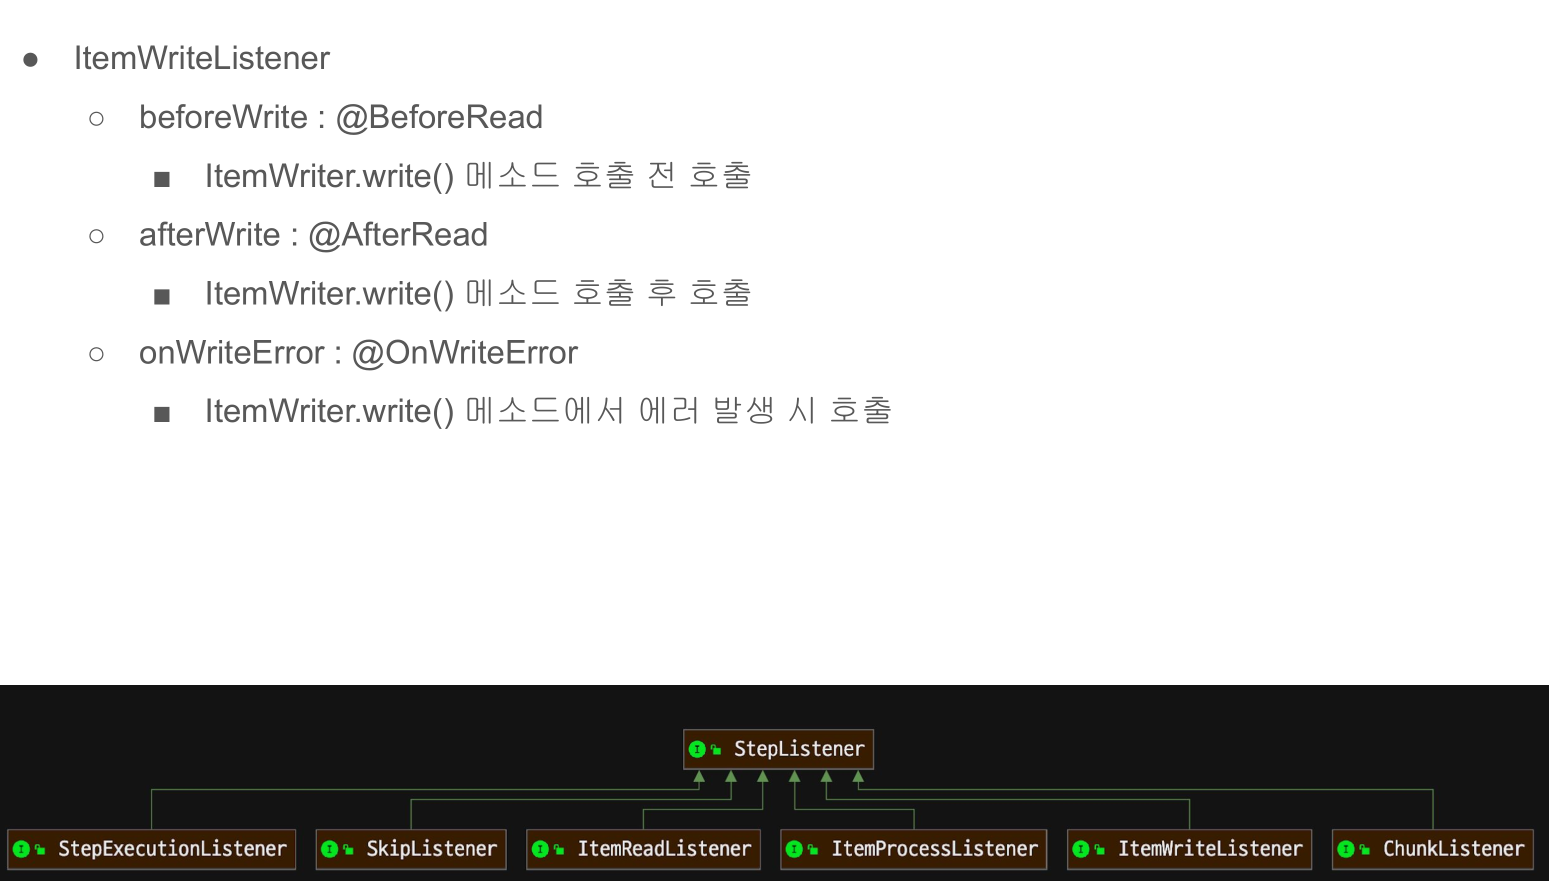 ● ItemWriteListener
○ beforeWrite : @BeforeRead
■ ItemWriter.write() 메소드 호출 전 호출
○ afterWrite : @AfterRead
■ ItemWriter.write() 메소드 호출 후 호출
○ onWriteError : @OnWriteError
■ ItemWriter.write() 메소드에서 에러 발생 시 호출
I StepListener
I StepExecutionListener
I SkipListener
I ItemReadListener
I ItemProcessListener
I ItemWriteListener
I ChunkListener